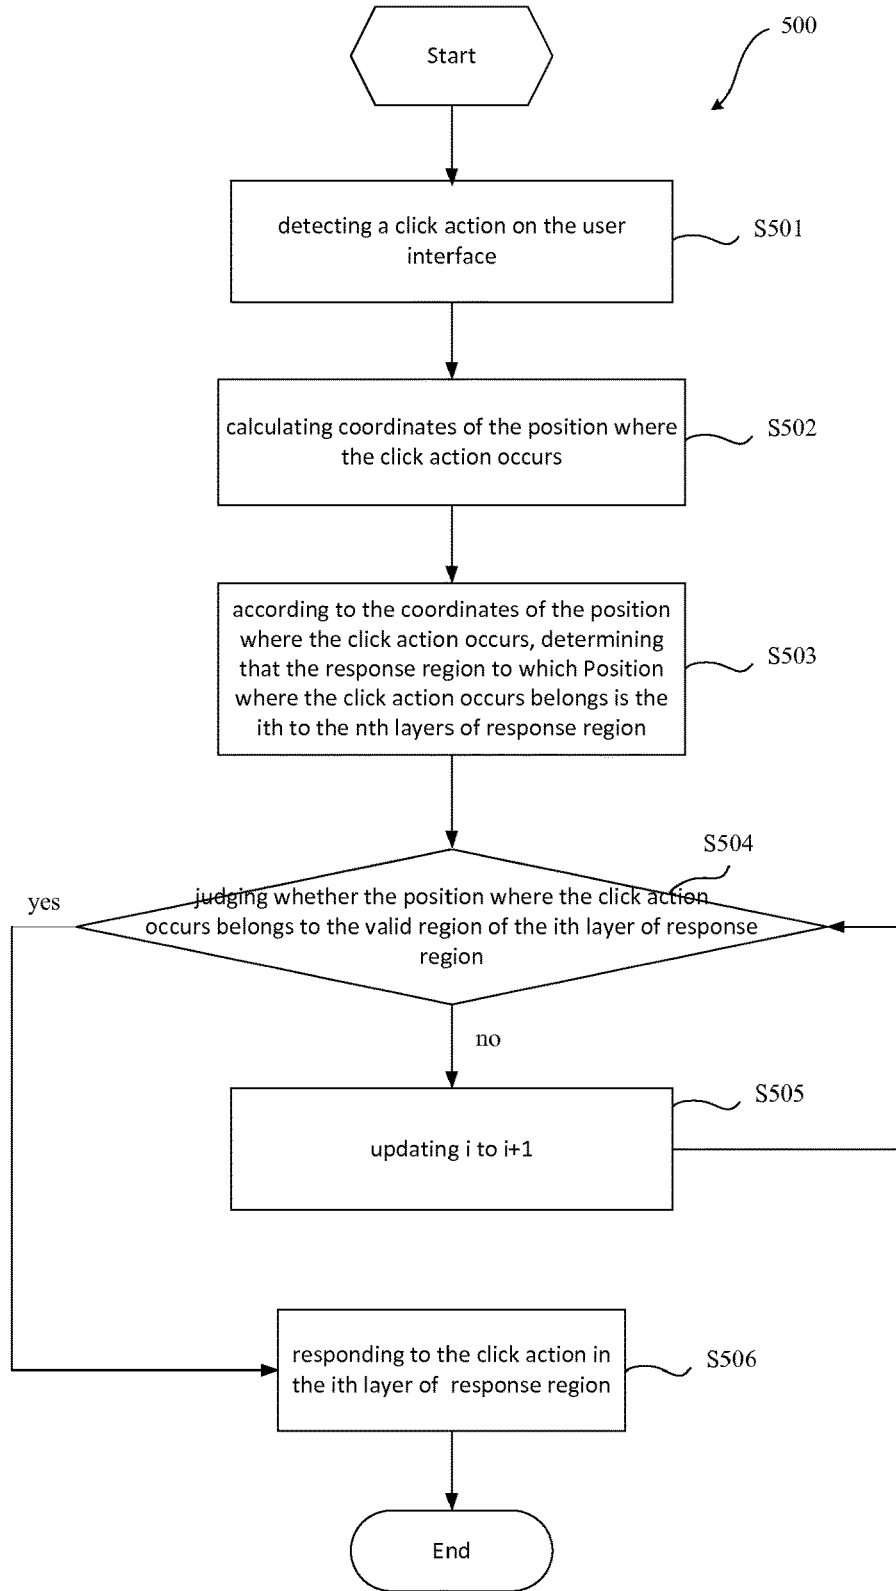 Start
500
detecting a click action on the user
interface
S501
calculating coordinates of the position where
the click action occurs
S502
according to the coordinates of the position
where the click action occurs, determining
that the response region to which Position
where the click action occurs belongs is the
ith to the nth layers of response region
S503
S504
yes
judging whether the position where the click action
occurs belongs to the valid region of the ith layer of response
region
no
S505
updating i to i+1
responding to the click action in
the ith layer of response region
S506
End